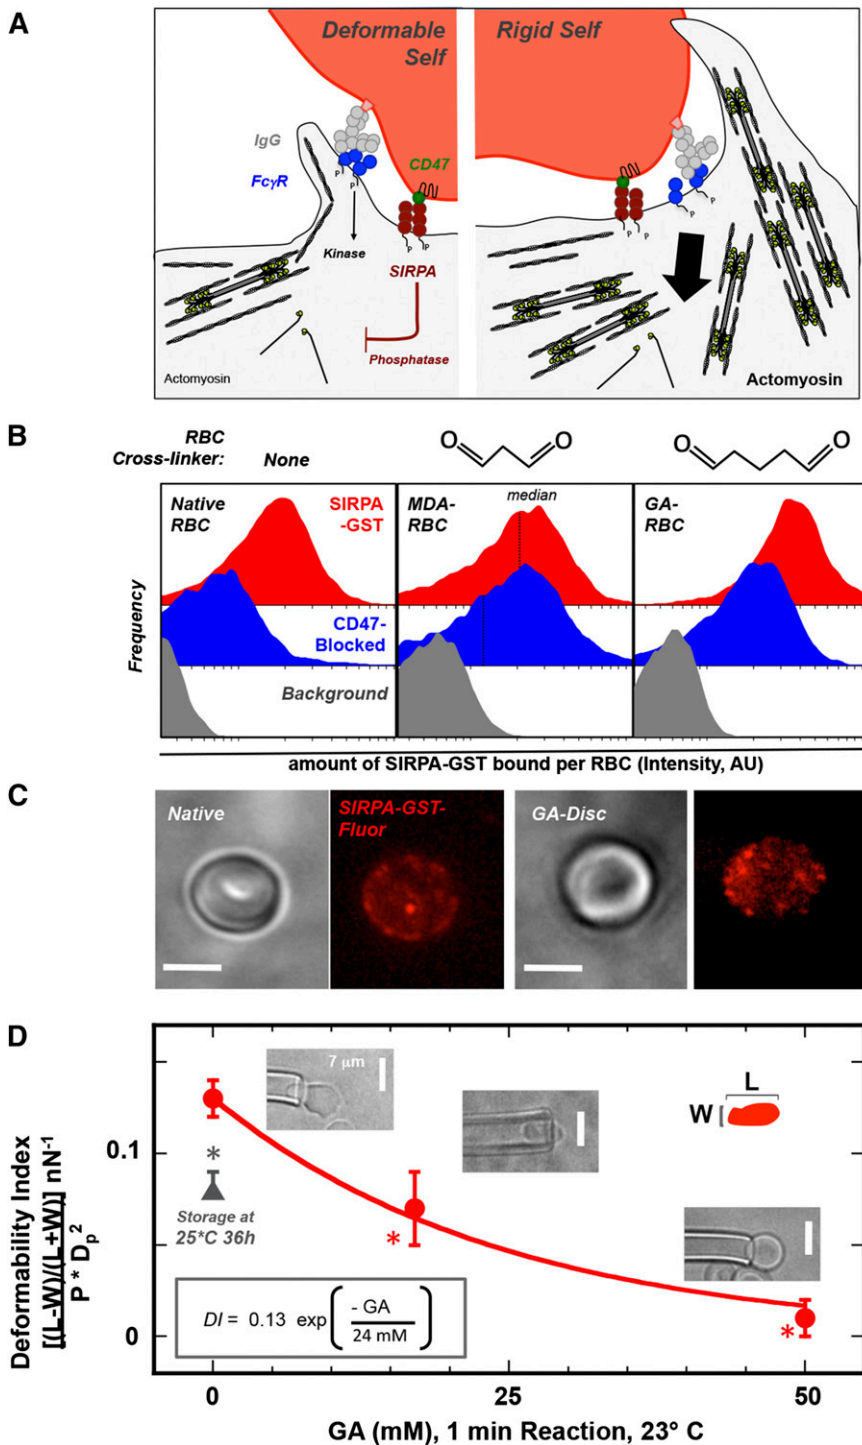 A
Deformable
Self
Rigid Self
IgG
FcγR
CD47
P P
Kinase
P
P
SIRPA
Phosphatase
Actomyosin
P
P
P
P
Actomyosin
B
RBC
Cross-linker: None
O O
O O
Native
RBC
SIRPA
-GST
MDA-
RBC
median
GA-
RBC
Frequency
CD47-
Blocked
Background
amount of SIRPA-GST bound per RBC (Intensity, AU)
C
Native
SIRPA-GST-
Fluor
GA-Disc
D
Deformability Index
[(L-W)/(L+W)] nN-1
P * Dp2
0.1
0
7 μm
L
W
*
Storage at
25*C 36h
*
*
DI = 0.13 exp ( - GA
24 mM )
0 25 50
GA (mM), 1 min Reaction, 23° C